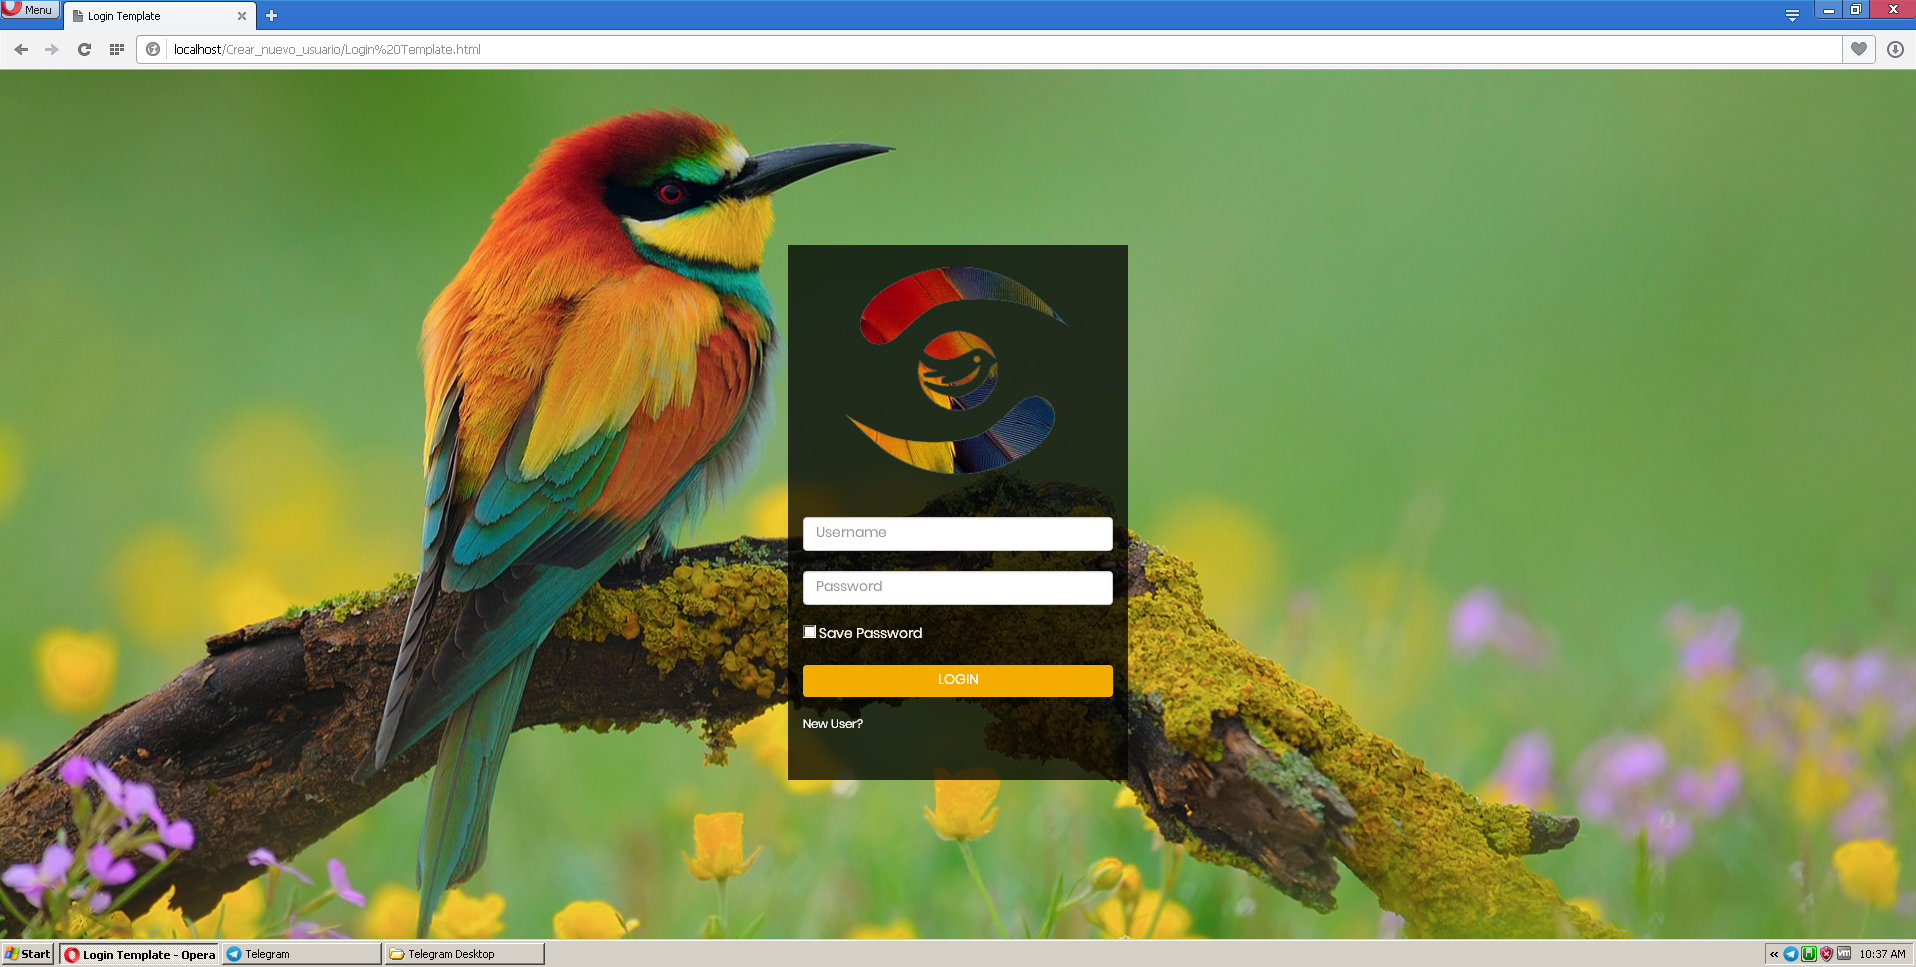 Menu
Login Template
localhost/Crear_nuevo_usuario/Login%20Template.html
Username
Password
Save Password
LOGIN
New User?
Start
Login Template - Opera
Telegram
Telegram Desktop
«
vm
10:37 AM